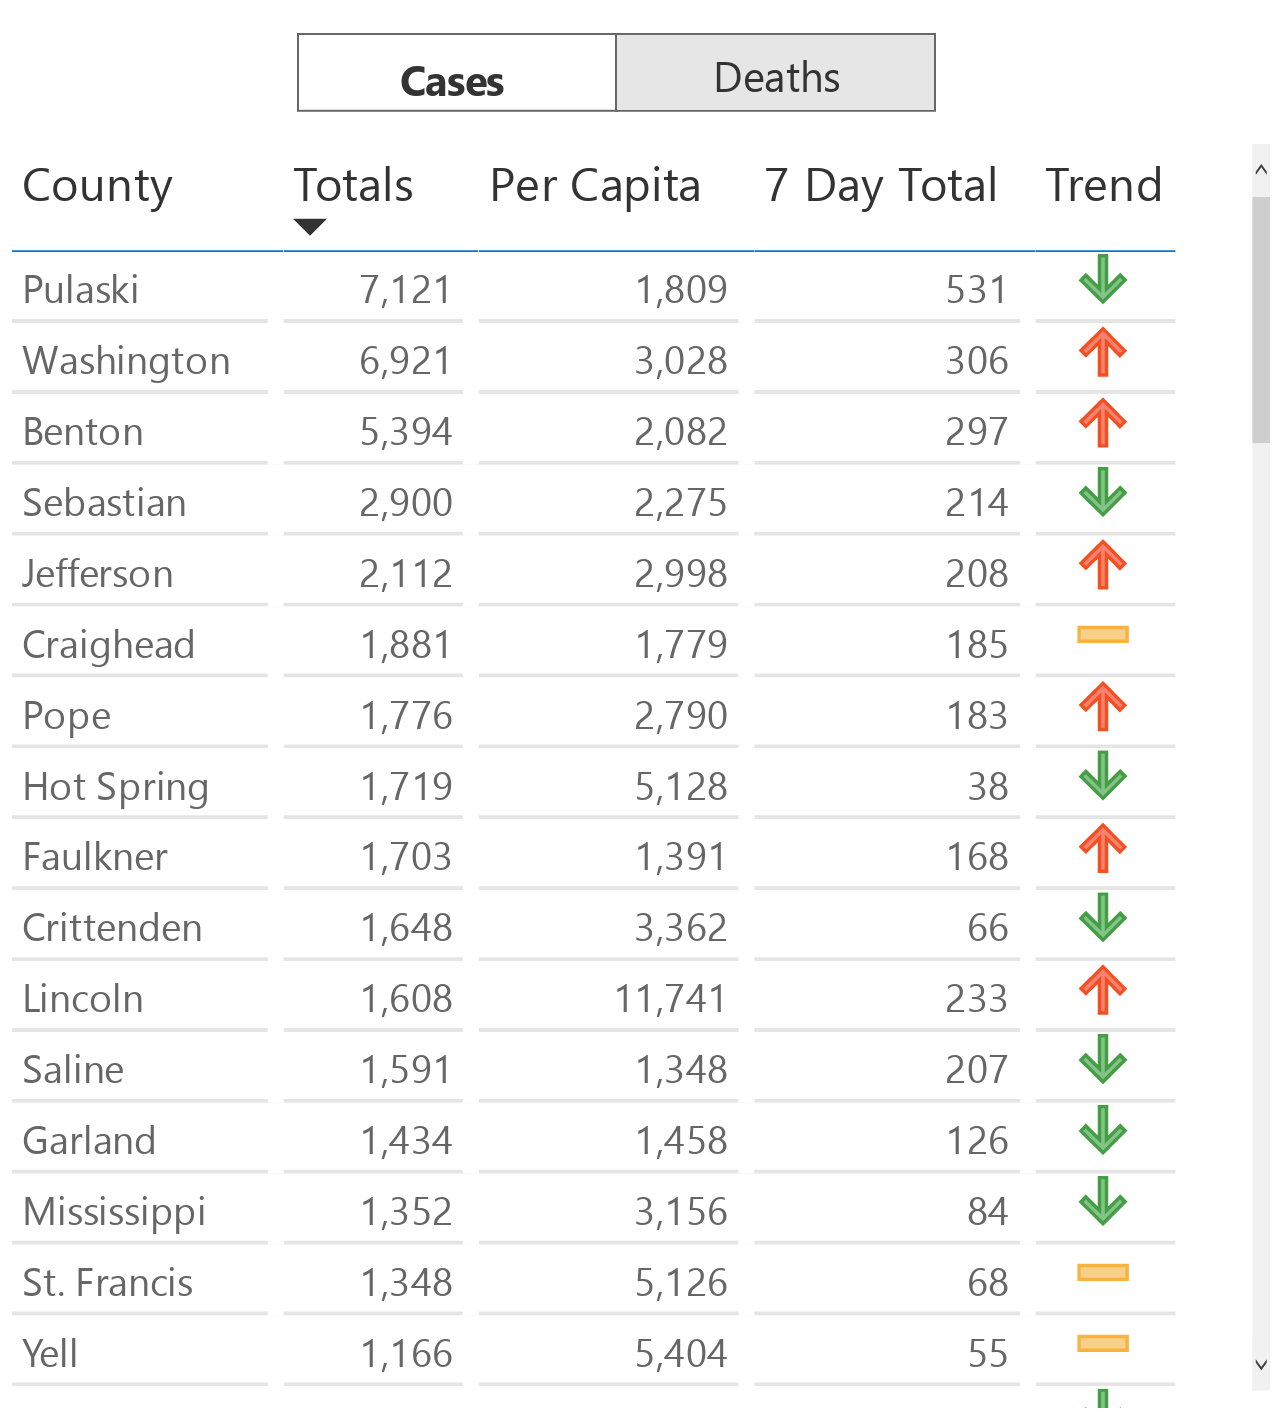 Cases Deaths
County Totals Per Capita 7 Day Total Trend
Pulaski 7,121 1,809 531
Washington 6,921 3,028 306
Benton 5,394 2,082 297
Sebastian 2,900 2,275 214
Jefferson 2,112 2,998 208
Craighead 1,881 1,779 185
Pope 1,776 2,790 183
Hot Spring 1,719 5,128 38
Faulkner 1,703 1,391 168
Crittenden 1,648 3,362 66
Lincoln 1,608 11,741 233
Saline 1,591 1,348 207
Garland 1,434 1,458 126
Mississippi 1,352 3,156 84
St. Francis 1,348 5,126 68
Yell 1,166 5,404 55